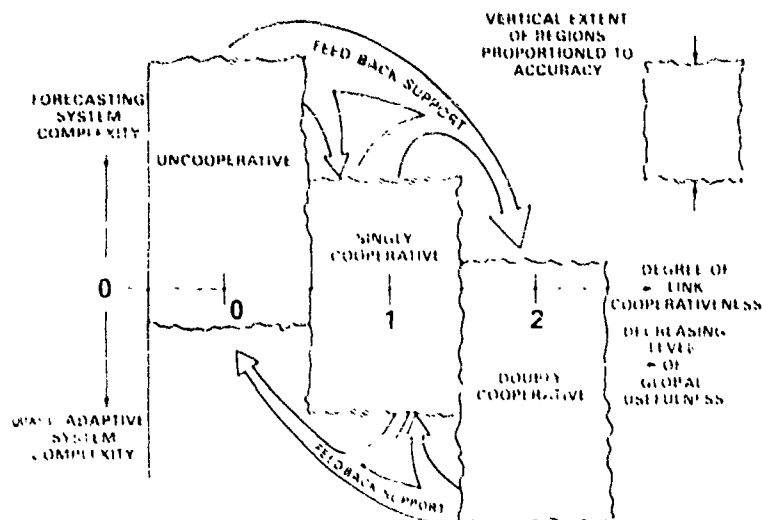 VERTICAL EXTENT
OF REGIONS
PROPORTIONED TO
ACCURACY
FEED BACK SUPPORT
FORECASTING
SYSTEM
COMPLEXITY
UNCOOPERATIVE
SINGLY
COOPERATIVE
0
0
1
2
DEGREE OF
LINK
COOPERATIVENESS
DECREASING
LEVEL
OF
GLOBAL
USEFULNESS
DOUBLY
COOPERATIVE
ADAPTIVE
SYSTEM
COMPLEXITY
FEEDBACK SUPPORT